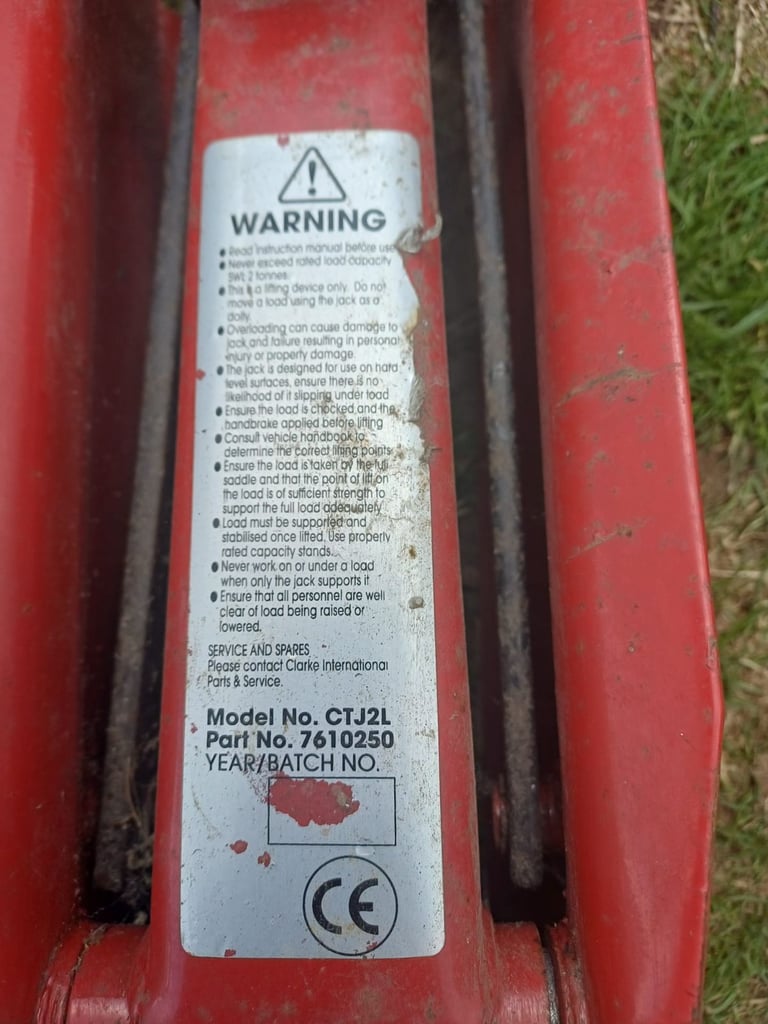 WARNING
● Read instruction manual before use
● Never exceed rated load capacity
SWL 2 tonnes.
● This is a lifting device only. Do not
move a load using the jack as a
dolly.
● Overloading can cause damage to
jack and failure resulting in personal
injury or property damage.
● The jack is designed for use on hard
level surfaces, ensure there is no
likelihood of it slipping under load
● Ensure the load is chocked and the
handbrake applied before lifting
● Consult vehicle handbook to
determine the correct lifting points.
● Ensure the load is taken by the full
saddle and that the point of lift on
the load is of sufficient strength to
support the full load adequately
● Load must be supported and
stabilised once lifted. Use properly
rated capacity stands.
● Never work on or under a load
when only the jack supports it
● Ensure that all personnel are well
clear of load being raised or
lowered.
SERVICE AND SPARES
Please contact Clarke International
Parts & Service.
Model No. CTJ2L
Part No. 7610250
YEAR/BATCH NO.
CE